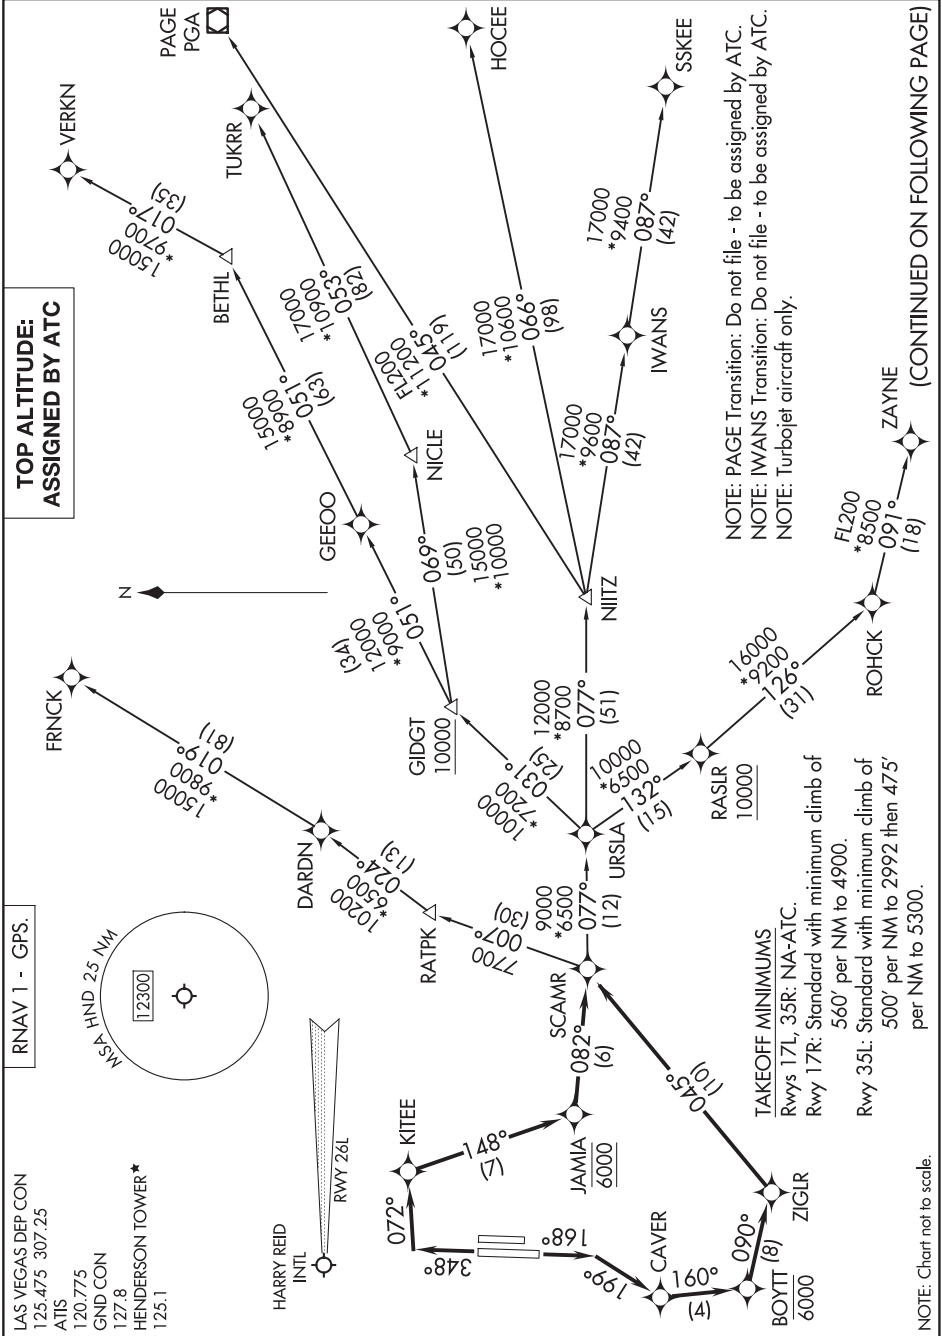 RNAV 1 - GPS.
TOP ALTITUDE:
ASSIGNED BY ATC
LAS VEGAS DEP CON
125.475 307.25
ATIS
120.775
GND CON
127.8
HENDERSON TOWER★
125.1
MSA HND 25 NM
12300
HARRY REID
INTL
RWY 26L
N
FRNCK
15000
*9800
019°
(81)
DARDN
10200
*6500
024°
(13)
RATPK
7700
007°
(30)
SCAMR
VERKN
15000
*9700
017°
(35)
BETHL
15000
*8900
051°
(63)
GEEOO
12000
*9000
051°
(34)
GIDGT
10000
10000
*7200
031°
(25)
PAGE
PGA
TUKRR
17000
*10900
053°
(82)
NICLE
069°
(50)
15000
*10000
FL200
*11200
045°
(119)
HOCEE
17000
*10600
066°
(98)
SSKEE
17000
*9400
087°
(42)
IWANS
17000
*9600
087°
(42)
NIITZ
12000
*8700
077°
(51)
URSLA
9000
*6500
077°
(12)
10000
*6500
132°
(15)
RASLR
10000
16000
*9200
126°
(31)
ROHCK
FL200
*8500
091°
(18)
ZAYNE
KITEE
072°
348°
148°
(7)
JAMIA
6000
082°
(6)
168°
199°
CAVER
160°
(4)
BOYTT
6000
090°
(8)
ZIGLR
045°
(10)
NOTE: PAGE Transition: Do not file - to be assigned by ATC.
NOTE: IWANS Transition: Do not file - to be assigned by ATC.
NOTE: Turbojet aircraft only.
TAKEOFF MINIMUMS
Rwys 17L, 35R: NA-ATC.
Rwy 17R: Standard with minimum climb of
560' per NM to 4900.
Rwy 35L: Standard with minimum climb of
500' per NM to 2992 then 475'
per NM to 5300.
NOTE: Chart not to scale.
(CONTINUED ON FOLLOWING PAGE)